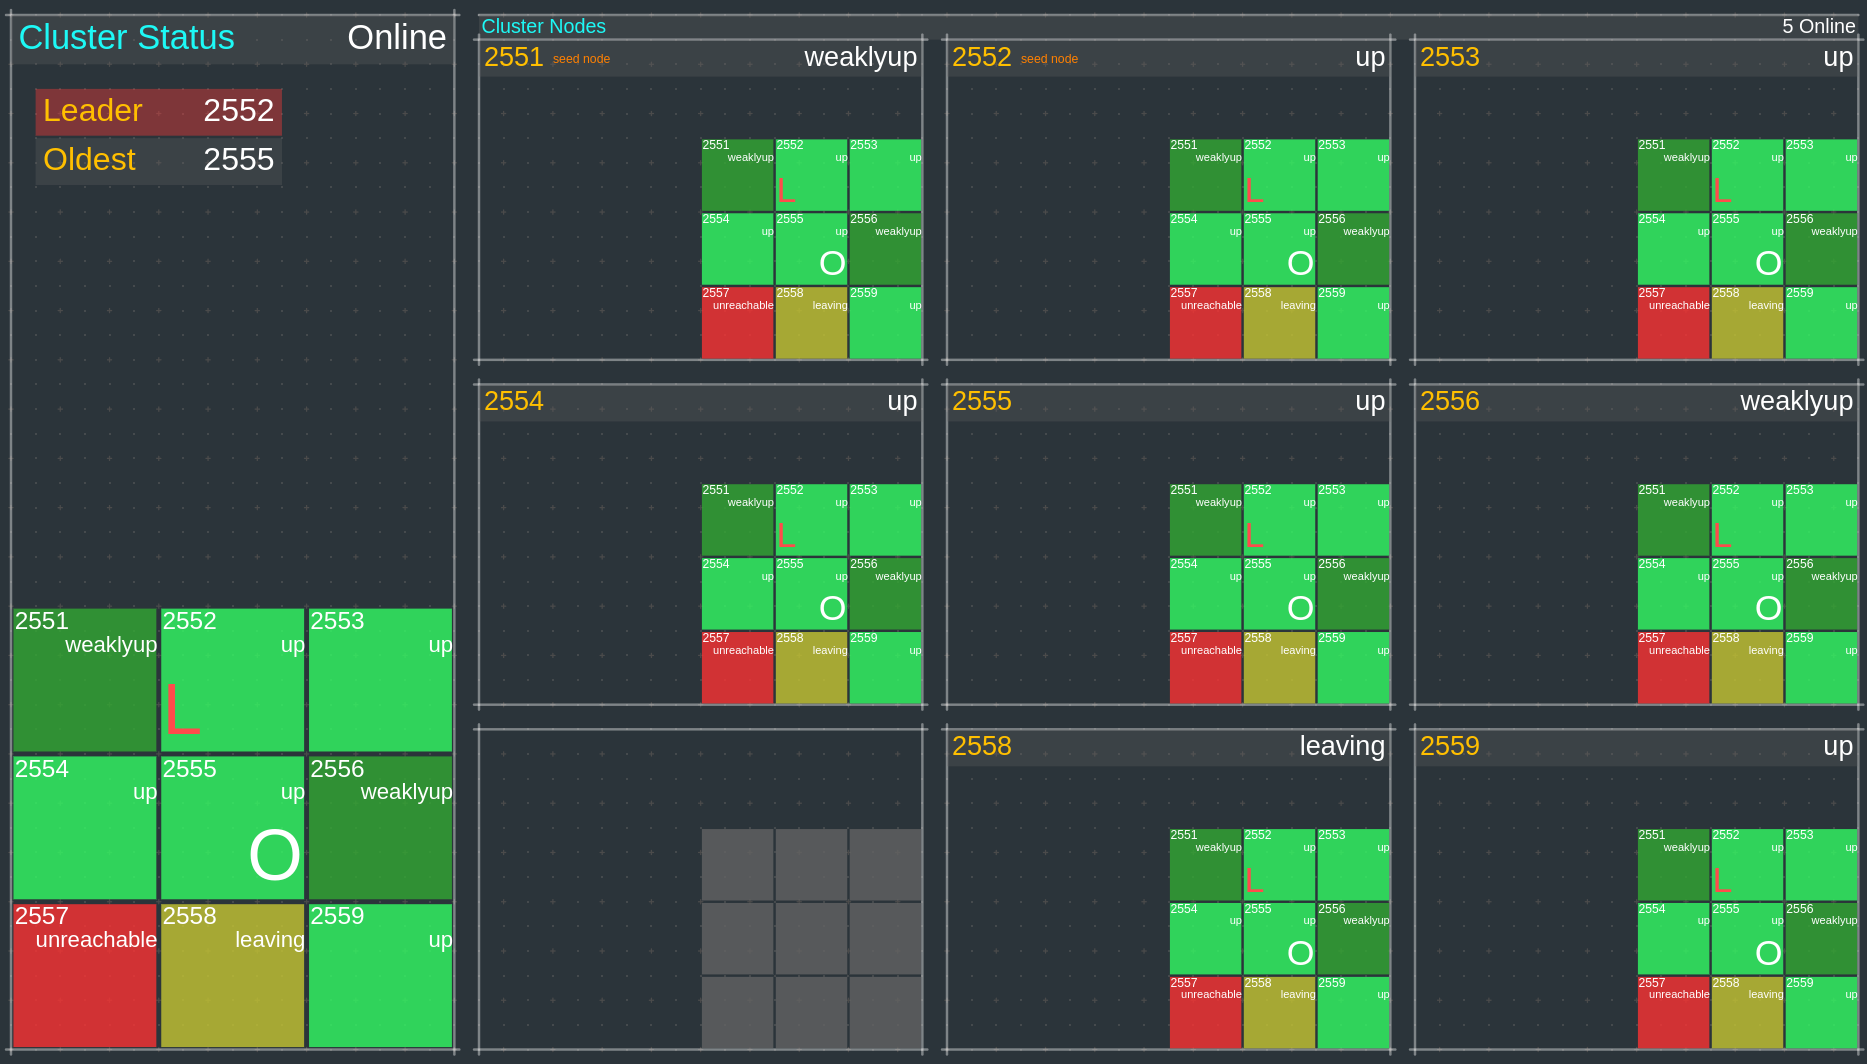 Cluster Status Online
Leader 2552
Oldest 2555
2551 2552 2553
weaklyup up up
L
2554 2555 2556
up up weaklyup
O
2557 2558 2559
unreachable leaving up
Cluster Nodes 5 Online
2551 seed node weaklyup
2551 2552 2553
weaklyup up up
L
2554 2555 2556
up up weaklyup
O
2557 2558 2559
unreachable leaving up
2552 seed node up
2551 2552 2553
weaklyup up up
L
2554 2555 2556
up up weaklyup
O
2557 2558 2559
unreachable leaving up
2553 up
2551 2552 2553
weaklyup up up
L
2554 2555 2556
up up weaklyup
O
2557 2558 2559
unreachable leaving up
2554 up
2551 2552 2553
weaklyup up up
L
2554 2555 2556
up up weaklyup
O
2557 2558 2559
unreachable leaving up
2555 up
2551 2552 2553
weaklyup up up
L
2554 2555 2556
up up weaklyup
O
2557 2558 2559
unreachable leaving up
2556 weaklyup
2551 2552 2553
weaklyup up up
L
2554 2555 2556
up up weaklyup
O
2557 2558 2559
unreachable leaving up
2558 leaving
2551 2552 2553
weaklyup up up
L
2554 2555 2556
up up weaklyup
O
2557 2558 2559
unreachable leaving up
2559 up
2551 2552 2553
weaklyup up up
L
2554 2555 2556
up up weaklyup
O
2557 2558 2559
unreachable leaving up